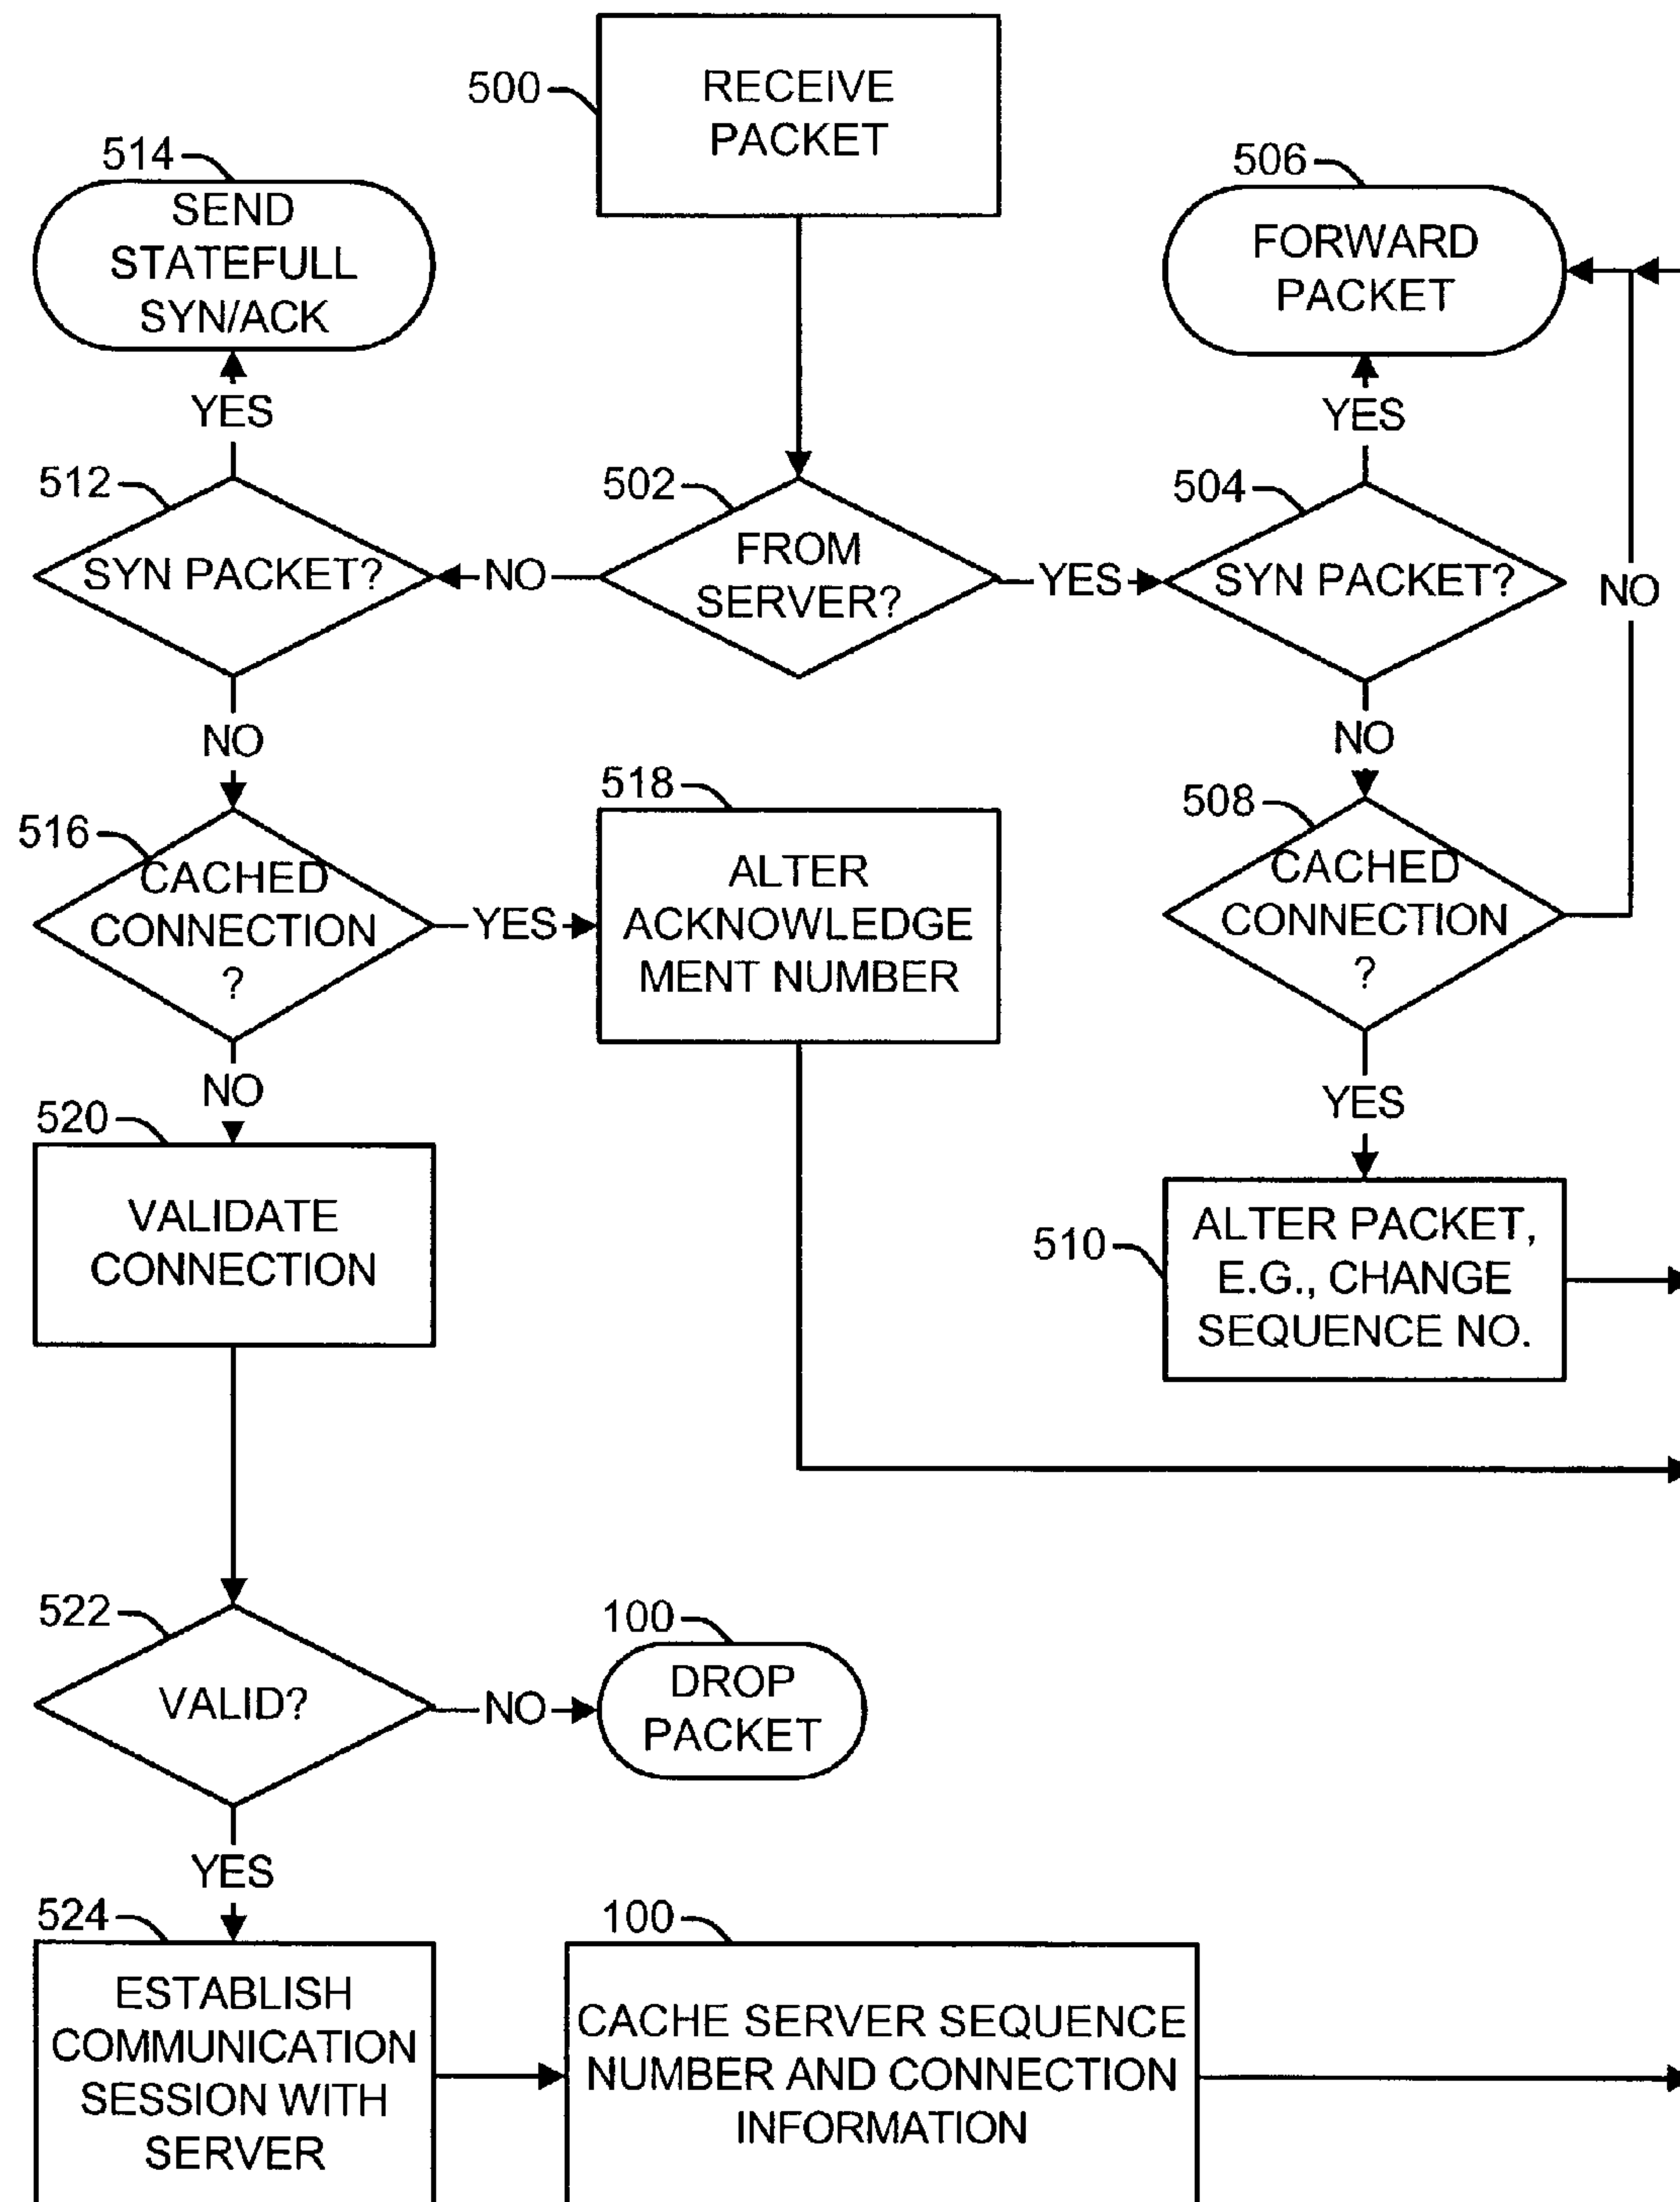 500
RECEIVE
PACKET
514
SEND
STATEFULL
SYN/ACK
506
FORWARD
PACKET
YES
YES
512
SYN PACKET?
NO
502
FROM
SERVER?
YES
504
SYN PACKET?
NO
NO
NO
516
CACHED
CONNECTION
?
YES
518
ALTER
ACKNOWLEDGE
MENT NUMBER
508
CACHED
CONNECTION
?
NO
YES
520
VALIDATE
CONNECTION
510
ALTER PACKET,
E.G., CHANGE
SEQUENCE NO.
522
VALID?
NO
100
DROP
PACKET
YES
524
ESTABLISH
COMMUNICATION
SESSION WITH
SERVER
100
CACHE SERVER SEQUENCE
NUMBER AND CONNECTION
INFORMATION